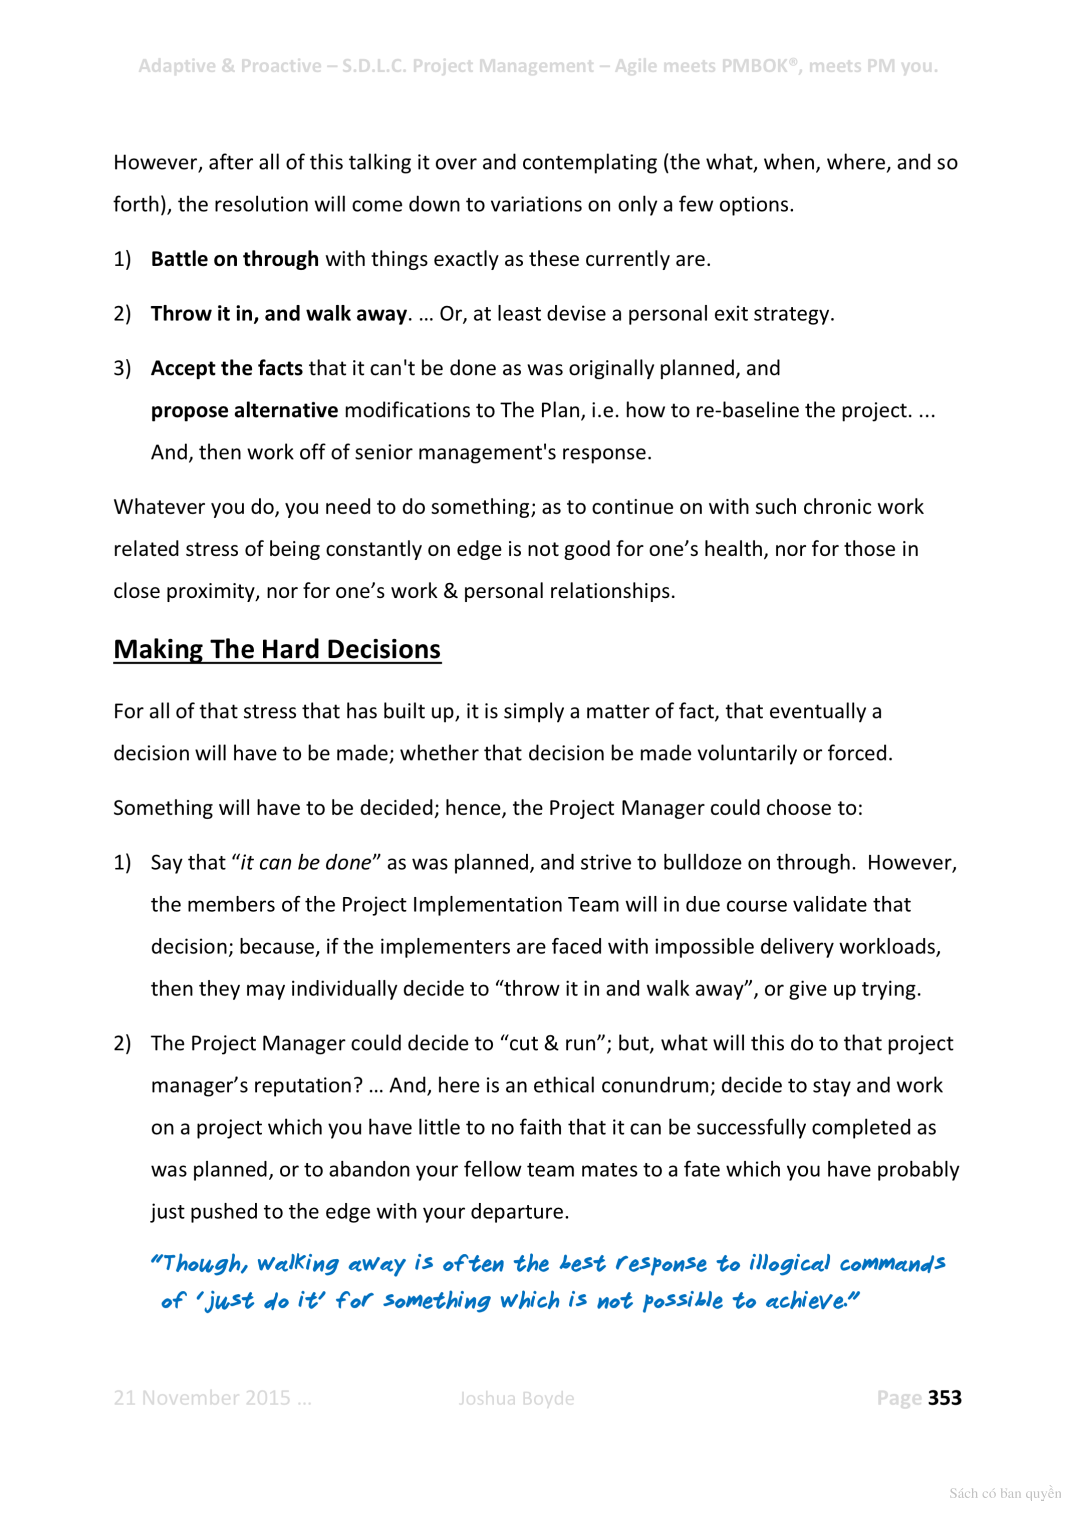 Adaptive & Proactive – S.D.L.C. Project Management – Agile meets PMBOK®, meets PM you.
However, after all of this talking it over and contemplating (the what, when, where, and so
forth), the resolution will come down to variations on only a few options.
1) Battle on through with things exactly as these currently are.
2) Throw it in, and walk away. ... Or, at least devise a personal exit strategy.
3) Accept the facts that it can't be done as was originally planned, and
propose alternative modifications to The Plan, i.e. how to re-baseline the project. ...
And, then work off of senior management's response.
Whatever you do, you need to do something; as to continue on with such chronic work
related stress of being constantly on edge is not good for one’s health, nor for those in
close proximity, nor for one’s work & personal relationships.
Making The Hard Decisions
For all of that stress that has built up, it is simply a matter of fact, that eventually a
decision will have to be made; whether that decision be made voluntarily or forced.
Something will have to be decided; hence, the Project Manager could choose to:
1) Say that “it can be done” as was planned, and strive to bulldoze on through.  However,
the members of the Project Implementation Team will in due course validate that
decision; because, if the implementers are faced with impossible delivery workloads,
then they may individually decide to “throw it in and walk away”, or give up trying.
2) The Project Manager could decide to “cut & run”; but, what will this do to that project
manager’s reputation? ... And, here is an ethical conundrum; decide to stay and work
on a project which you have little to no faith that it can be successfully completed as
was planned, or to abandon your fellow team mates to a fate which you have probably
just pushed to the edge with your departure.
“Though, walking away is often the best response to illogical commands
of ‘just do it’ for something which is not possible to achieve.”
21 November 2015 ... Joshua Boyde Page 353
Sách có bản quyền